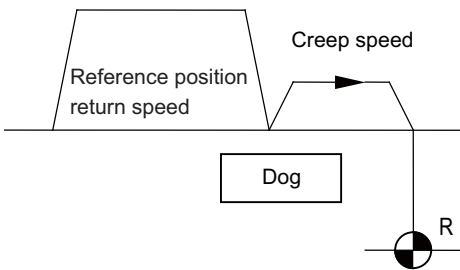 Creep speed
Reference position
return speed
Dog
R